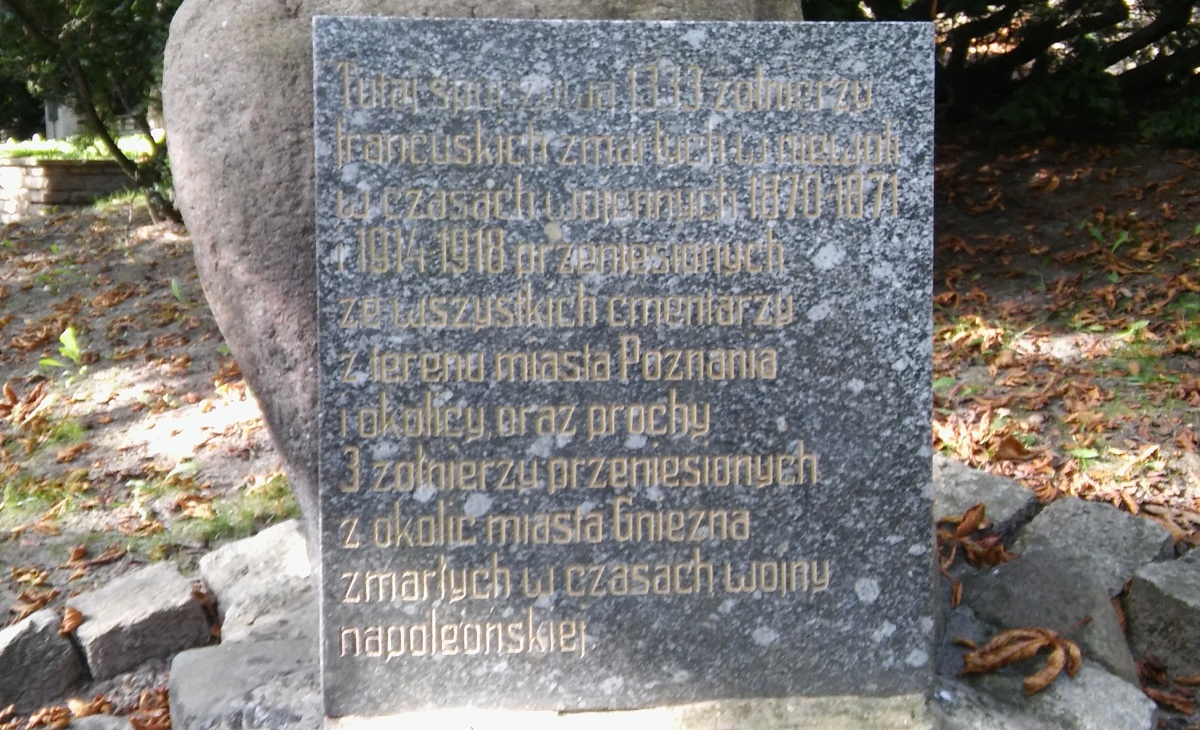 Tutaj spoczywa 1333 żołnierzy
francuskich zmarłych w niewoli
w czasach wojennych 1870-1871
i 1914-1918 przeniesionych
ze wszystkich cmentarzy
z terenu miasta Poznania
i okolicy, oraz prochy
3 żołnierzy przeniesionych
z okolic miasta Gniezna
zmarłych w czasach wojny
napoleońskiej.